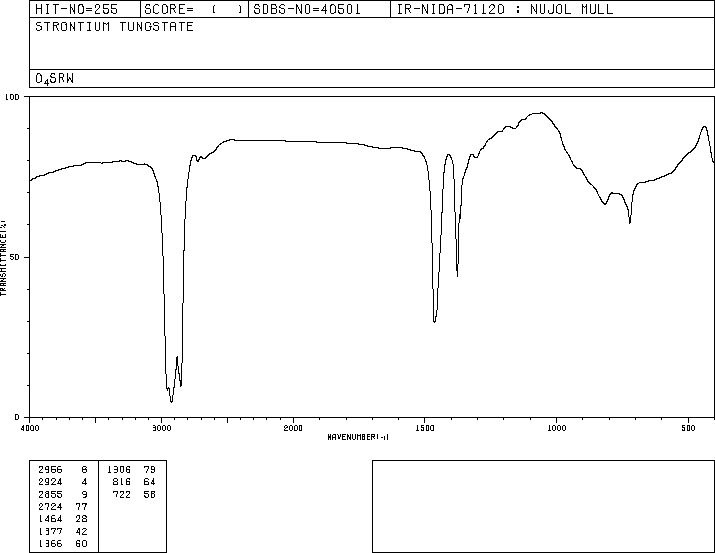 HIT-NO=255 SCORE= ( ) SDBS-NO=40501 IR-NIDA-71120 : NUJOL MULL
STRONTIUM TUNGSTATE
O4SRW
100
50
0
TRANSMITTANCE(%)
4000 3000 2000 1500 1000 500
WAVENUMBER(-1)
2956 6 1306 79
2924 4 816 64
2855 9 722 58
2724 77
1464 28
1377 42
1366 60